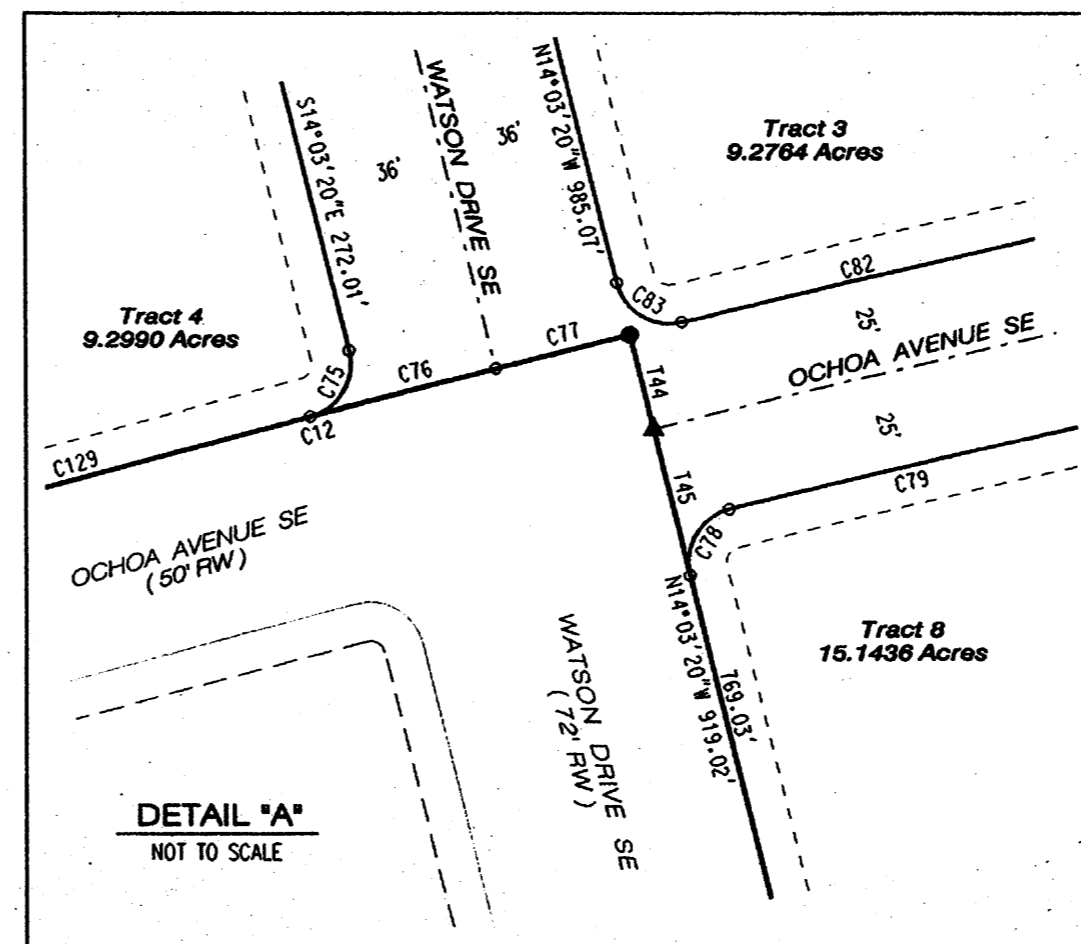 S14°03'20"E 272.01'
36'
WATSON DRIVE SE
36'
N14°03'20"W 985.07'
Tract 3
9.2764 Acres
Tract 4
9.2990 Acres
C75
C76
C77
C83
C82
25'
OCHOA AVENUE SE
T44
C12
C129
25'
T45
C79
C78
OCHOA AVENUE SE
(50' RW)
N14°03'20"W 919.02'
769.03'
WATSON DRIVE SE
(72' RW)
Tract 8
15.1436 Acres
DETAIL "A"
NOT TO SCALE